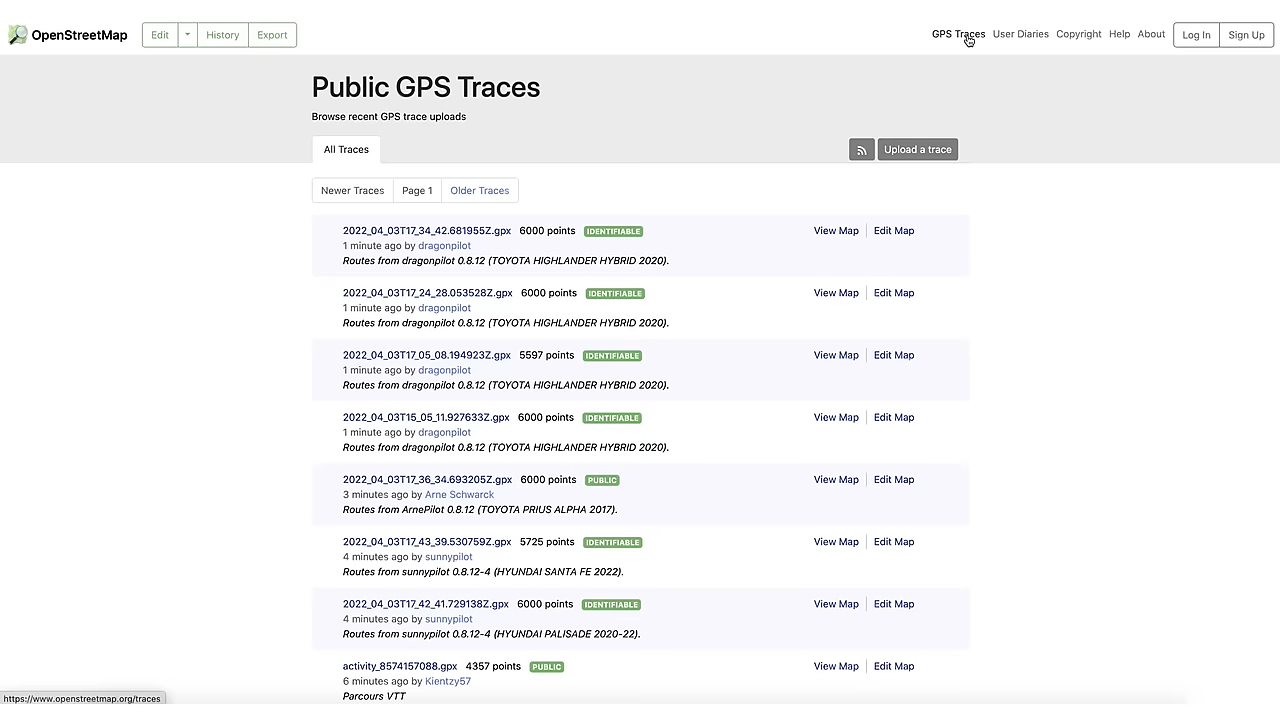 OpenStreetMap Edit History Export GPS Traces User Diaries Copyright Help About Log In Sign Up
Public GPS Traces
Browse recent GPS trace uploads
All Traces Upload a trace
Newer Traces Page 1 Older Traces
2022_04_03T17_34_42.681955Z.gpx 6000 points IDENTIFIABLE View Map Edit Map
1 minute ago by dragonpilot
Routes from dragonpilot 0.8.12 (TOYOTA HIGHLANDER HYBRID 2020).
2022_04_03T17_24_28.053528Z.gpx 6000 points IDENTIFIABLE View Map Edit Map
1 minute ago by dragonpilot
Routes from dragonpilot 0.8.12 (TOYOTA HIGHLANDER HYBRID 2020).
2022_04_03T17_05_08.194923Z.gpx 5597 points IDENTIFIABLE View Map Edit Map
1 minute ago by dragonpilot
Routes from dragonpilot 0.8.12 (TOYOTA HIGHLANDER HYBRID 2020).
2022_04_03T15_05_11.927633Z.gpx 6000 points IDENTIFIABLE View Map Edit Map
1 minute ago by dragonpilot
Routes from dragonpilot 0.8.12 (TOYOTA HIGHLANDER HYBRID 2020).
2022_04_03T17_36_34.693205Z.gpx 6000 points PUBLIC View Map Edit Map
3 minutes ago by Arne Schwarck
Routes from ArnePilot 0.8.12 (TOYOTA PRIUS ALPHA 2017).
2022_04_03T17_43_39.530759Z.gpx 5725 points IDENTIFIABLE View Map Edit Map
4 minutes ago by sunnypilot
Routes from sunnypilot 0.8.12-4 (HYUNDAI SANTA FE 2022).
2022_04_03T17_42_41.729138Z.gpx 6000 points IDENTIFIABLE View Map Edit Map
4 minutes ago by sunnypilot
Routes from sunnypilot 0.8.12-4 (HYUNDAI PALISADE 2020-22).
activity_8574157088.gpx 4357 points PUBLIC View Map Edit Map
6 minutes ago by Kientzy57
Parcours VTT
https://www.openstreetmap.org/traces